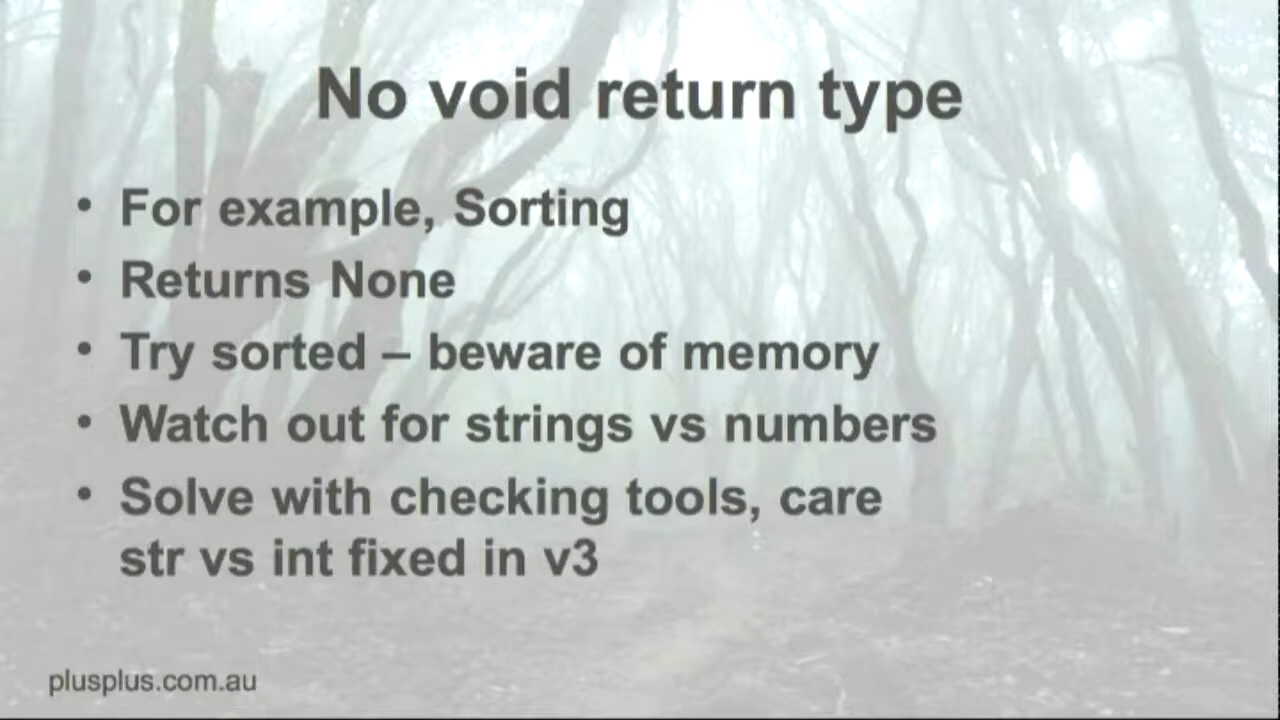 No void return type
• For example, Sorting
• Returns None
• Try sorted – beware of memory
• Watch out for strings vs numbers
• Solve with checking tools, care
str vs int fixed in v3
plusplus.com.au